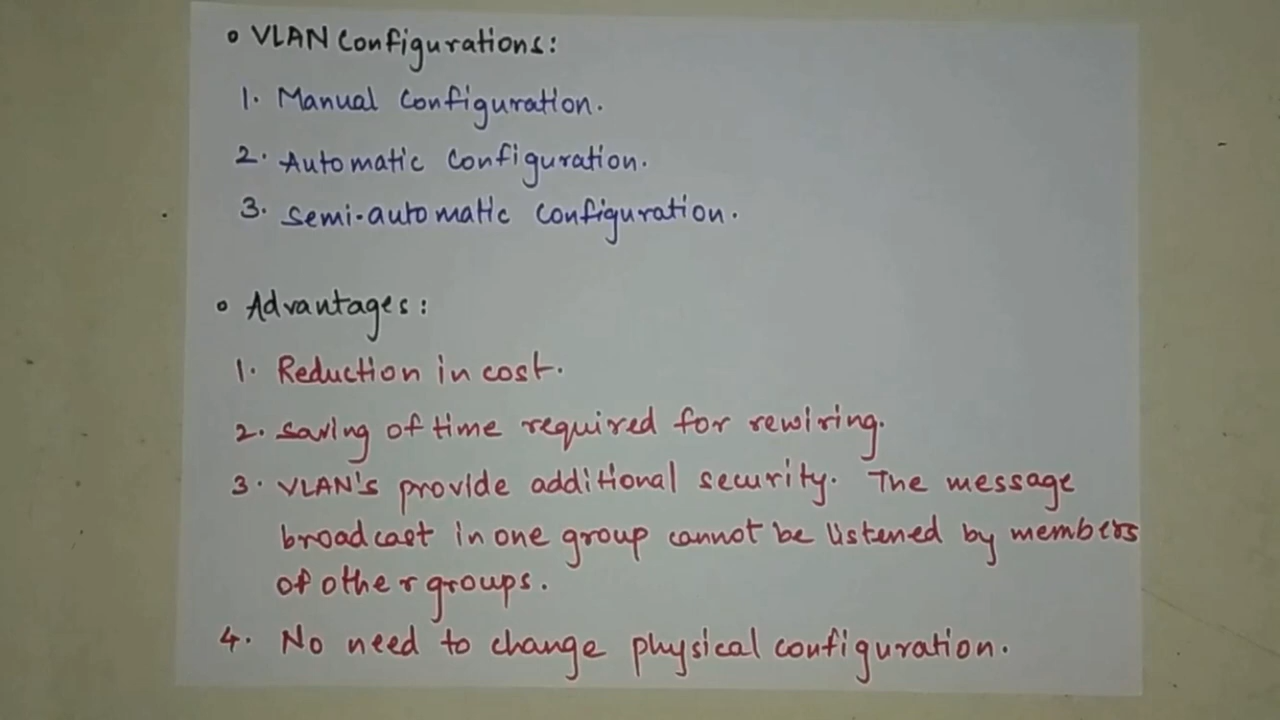 • VLAN Configurations:
1. Manual Configuration.
2. Automatic Configuration.
3. Semi-automatic Configuration.
• Advantages:
1. Reduction in cost.
2. Saving of time required for rewiring.
3. VLAN's provide additional security. The message
broadcast in one group cannot be listened by members
of other groups.
4. No need to change physical configuration.